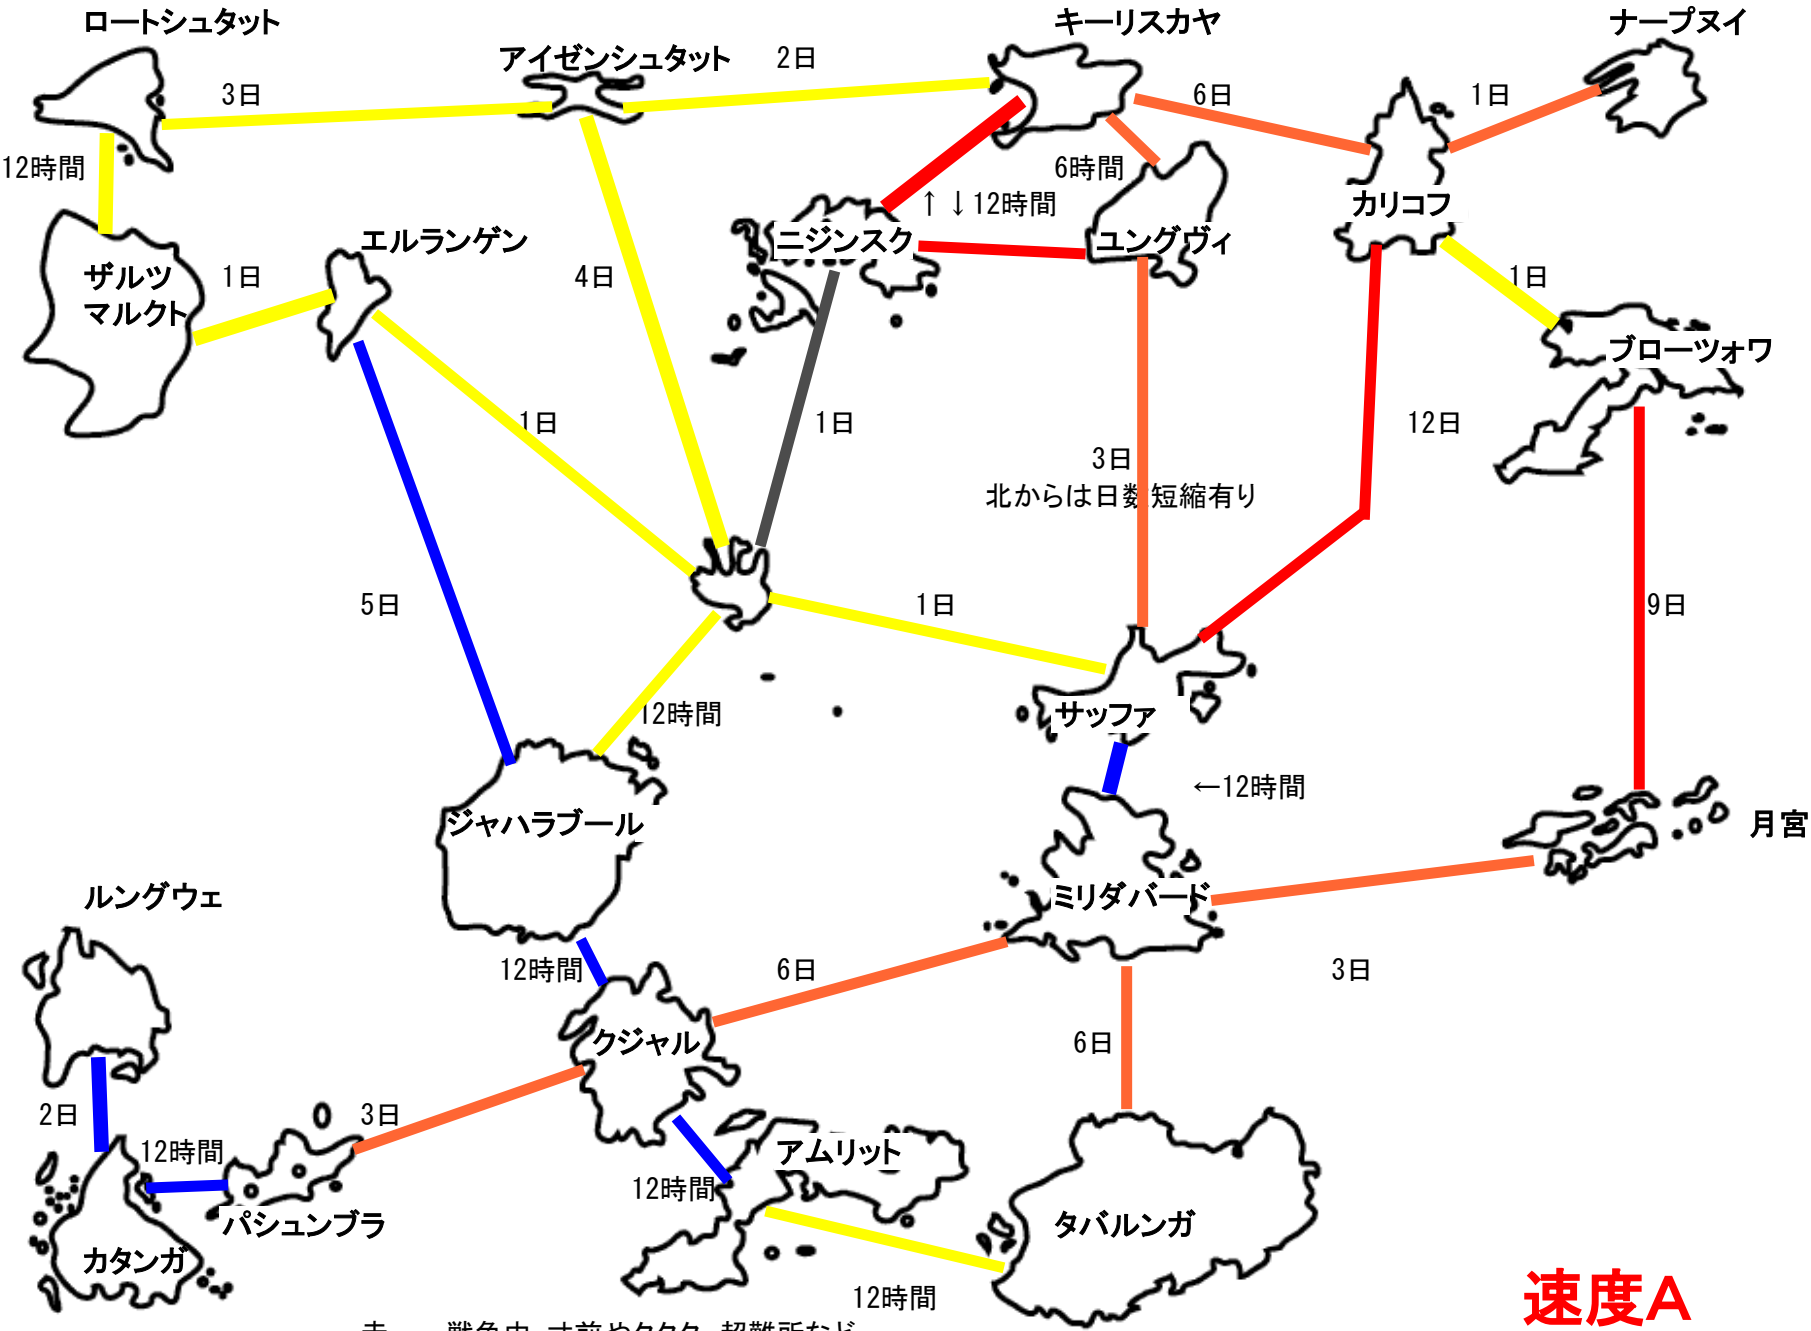 ロートシュタット
キーリスカヤ
ナープヌイ
アイゼンシュタット
2日
3日
6日
1日
12時間
6時間
↑↓12時間
カリコフ
エルランゲン
ニジンスク
ユングヴィ
ザルツ
マルクト
1日
4日
1日
ブローツォワ
1日
1日
3日
12日
北からは日数短縮有り
5日
1日
9日
12時間
サッファ
←12時間
ジャハラブール
月宮
ルングウェ
ミリダバード
12時間
6日
3日
クジャル
6日
2日
3日
12時間
アムリット
12時間
パシュンブラ
タバルンガ
カタンガ
12時間
速度A